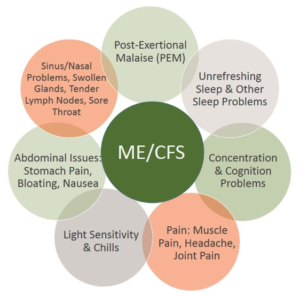 Post-Exertional
Malaise (PEM)
Unrefreshing
Sleep & Other
Sleep Problems
Concentration
& Cognition
Problems
Pain: Muscle
Pain, Headache,
Joint Pain
Light Sensitivity
& Chills
Abdominal Issues:
Stomach Pain,
Bloating, Nausea
Sinus/Nasal
Problems, Swollen
Glands, Tender
Lymph Nodes, Sore
Throat
ME/CFS